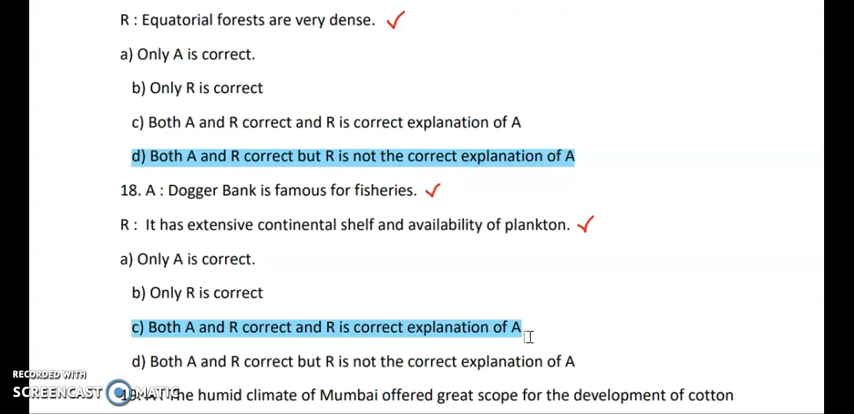 R : Equatorial forests are very dense.
a) Only A is correct.
b) Only R is correct
c) Both A and R correct and R is correct explanation of A
d) Both A and R correct but R is not the correct explanation of A
18. A : Dogger Bank is famous for fisheries.
R : It has extensive continental shelf and availability of plankton.
a) Only A is correct.
b) Only R is correct
c) Both A and R correct and R is correct explanation of A
d) Both A and R correct but R is not the correct explanation of A
RECORDED WITH
SCREENCAST MATIC
19. A : The humid climate of Mumbai offered great scope for the development of cotton